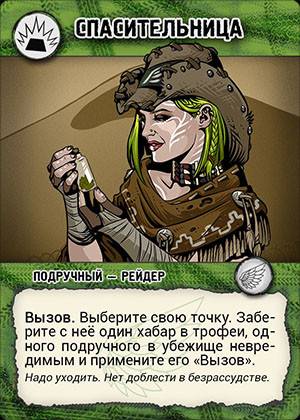 СПАСИТЕЛЬНИЦА
ПОДРУЧНЫЙ — РЕЙДЕР
Вызов. Выберите свою точку. Забе-
рите с неё один хабар в трофеи, од-
ного подручного в убежище невре-
димым и примените его «Вызов».
Надо уходить. Нет доблести в безрассудстве.